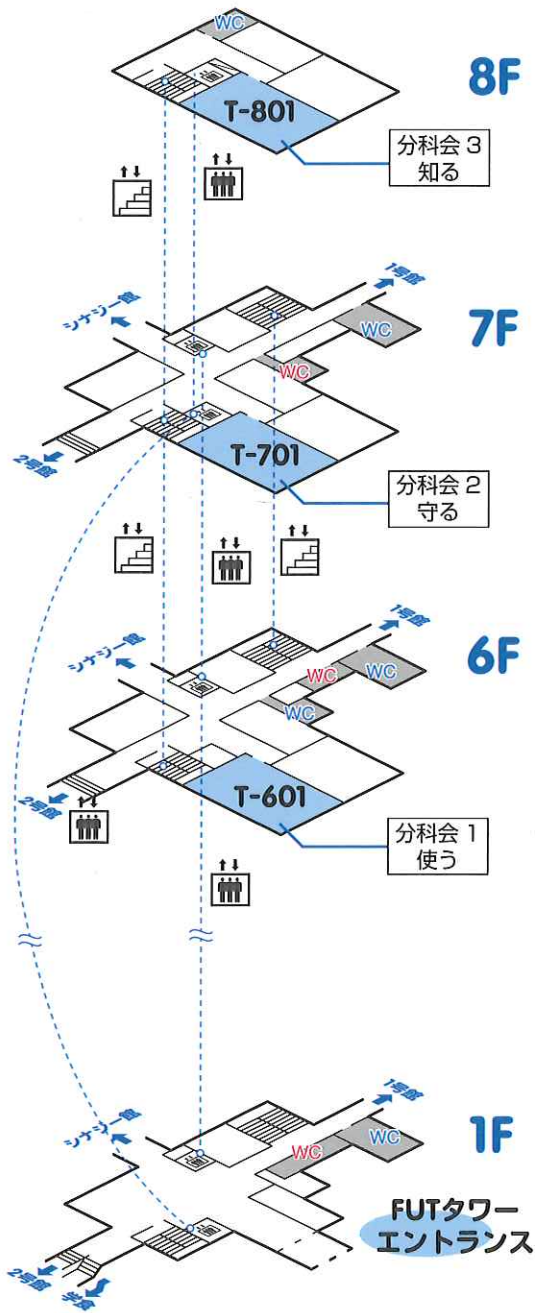 WC
8F
T-801
分科会 3
知る
1号館
シナジー館
WC
7F
WC
T-701
2号館
分科会 2
守る
1号館
シナジー館
WC
WC
6F
WC
T-601
2号館
分科会 1
使う
1号館
シナジー館
WC
WC
1F
FUTタワー
エントランス
2号館
学食